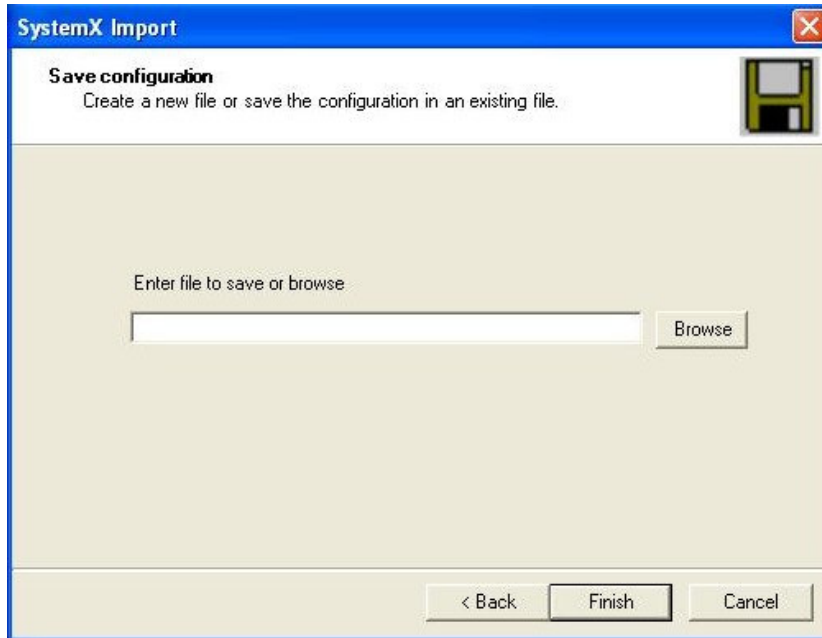 SystemX Import
Save configuration
Create a new file or save the configuration in an existing file.
Enter file to save or browse
Browse
< Back
Finish
Cancel